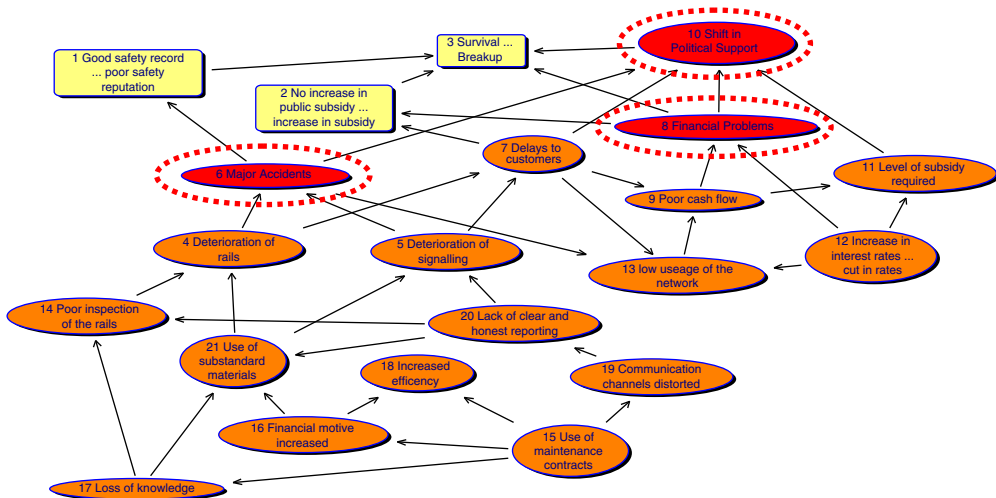 10 Shift in
Political Support
3 Survival ...
Breakup
1 Good safety record
... poor safety
reputation
2 No increase in
public subsidy ...
increase in subsidy
8 Financial Problems
7 Delays to
customers
6 Major Accidents
11 Level of subsidy
required
9 Poor cash flow
4 Deterioration of
rails
5 Deterioration of
signalling
12 Increase in
interest rates ...
cut in rates
13 low useage of the
network
14 Poor inspection
of the rails
20 Lack of clear and
honest reporting
21 Use of
substandard
materials
18 Increased
efficency
19 Communication
channels distorted
16 Financial motive
increased
15 Use of
maintenance
contracts
17 Loss of knowledge